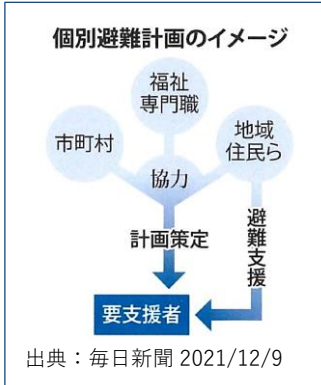 個別避難計画のイメージ
福祉
専門職
市町村
地域
住民ら
協力
計画策定
避難支援
要支援者
出典：毎日新聞 2021/12/9